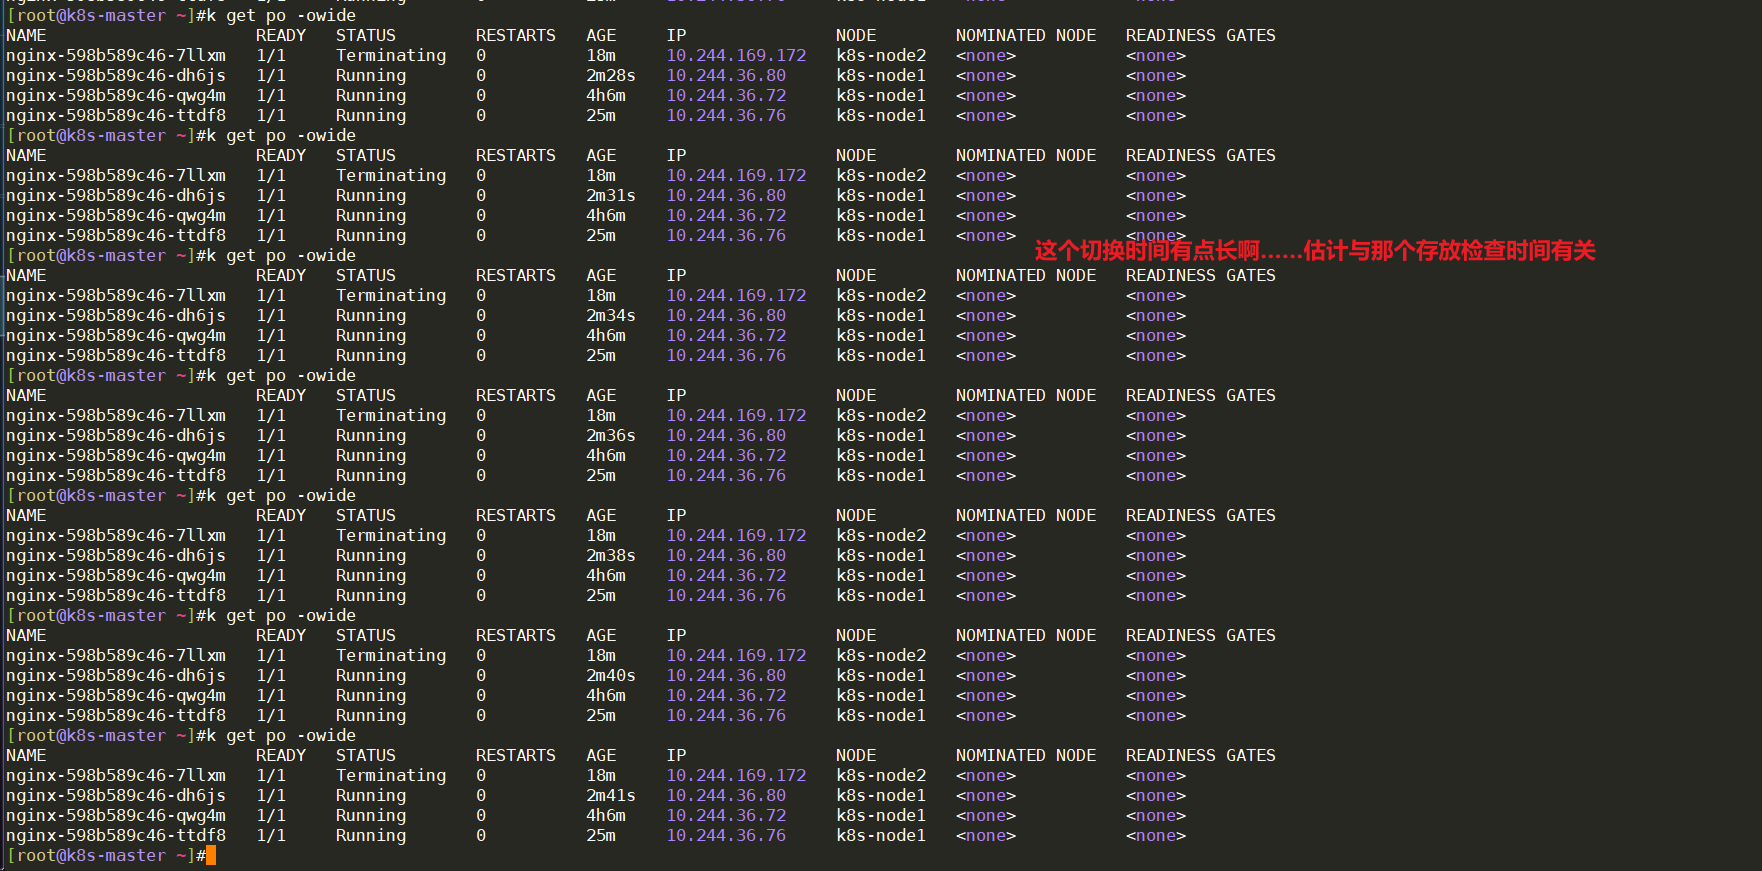 [root@k8s-master ~]#k get po -owide
NAME READY STATUS RESTARTS AGE IP NODE NOMINATED NODE READINESS GATES
nginx-598b589c46-7llxm 1/1 Terminating 0 18m 10.244.169.172 k8s-node2 <none> <none>
nginx-598b589c46-dh6js 1/1 Running 0 2m28s 10.244.36.80 k8s-node1 <none> <none>
nginx-598b589c46-qwg4m 1/1 Running 0 4h6m 10.244.36.72 k8s-node1 <none> <none>
nginx-598b589c46-ttdf8 1/1 Running 0 25m 10.244.36.76 k8s-node1 <none> <none>
[root@k8s-master ~]#k get po -owide
NAME READY STATUS RESTARTS AGE IP NODE NOMINATED NODE READINESS GATES
nginx-598b589c46-7llxm 1/1 Terminating 0 18m 10.244.169.172 k8s-node2 <none> <none>
nginx-598b589c46-dh6js 1/1 Running 0 2m31s 10.244.36.80 k8s-node1 <none> <none>
nginx-598b589c46-qwg4m 1/1 Running 0 4h6m 10.244.36.72 k8s-node1 <none> <none>
nginx-598b589c46-ttdf8 1/1 Running 0 25m 10.244.36.76 k8s-node1 <none> <none>
[root@k8s-master ~]#k get po -owide
这个切换时间有点长啊……估计与那个存放检查时间有关
NAME READY STATUS RESTARTS AGE IP NODE NOMINATED NODE READINESS GATES
nginx-598b589c46-7llxm 1/1 Terminating 0 18m 10.244.169.172 k8s-node2 <none> <none>
nginx-598b589c46-dh6js 1/1 Running 0 2m34s 10.244.36.80 k8s-node1 <none> <none>
nginx-598b589c46-qwg4m 1/1 Running 0 4h6m 10.244.36.72 k8s-node1 <none> <none>
nginx-598b589c46-ttdf8 1/1 Running 0 25m 10.244.36.76 k8s-node1 <none> <none>
[root@k8s-master ~]#k get po -owide
NAME READY STATUS RESTARTS AGE IP NODE NOMINATED NODE READINESS GATES
nginx-598b589c46-7llxm 1/1 Terminating 0 18m 10.244.169.172 k8s-node2 <none> <none>
nginx-598b589c46-dh6js 1/1 Running 0 2m36s 10.244.36.80 k8s-node1 <none> <none>
nginx-598b589c46-qwg4m 1/1 Running 0 4h6m 10.244.36.72 k8s-node1 <none> <none>
nginx-598b589c46-ttdf8 1/1 Running 0 25m 10.244.36.76 k8s-node1 <none> <none>
[root@k8s-master ~]#k get po -owide
NAME READY STATUS RESTARTS AGE IP NODE NOMINATED NODE READINESS GATES
nginx-598b589c46-7llxm 1/1 Terminating 0 18m 10.244.169.172 k8s-node2 <none> <none>
nginx-598b589c46-dh6js 1/1 Running 0 2m38s 10.244.36.80 k8s-node1 <none> <none>
nginx-598b589c46-qwg4m 1/1 Running 0 4h6m 10.244.36.72 k8s-node1 <none> <none>
nginx-598b589c46-ttdf8 1/1 Running 0 25m 10.244.36.76 k8s-node1 <none> <none>
[root@k8s-master ~]#k get po -owide
NAME READY STATUS RESTARTS AGE IP NODE NOMINATED NODE READINESS GATES
nginx-598b589c46-7llxm 1/1 Terminating 0 18m 10.244.169.172 k8s-node2 <none> <none>
nginx-598b589c46-dh6js 1/1 Running 0 2m40s 10.244.36.80 k8s-node1 <none> <none>
nginx-598b589c46-qwg4m 1/1 Running 0 4h6m 10.244.36.72 k8s-node1 <none> <none>
nginx-598b589c46-ttdf8 1/1 Running 0 25m 10.244.36.76 k8s-node1 <none> <none>
[root@k8s-master ~]#k get po -owide
NAME READY STATUS RESTARTS AGE IP NODE NOMINATED NODE READINESS GATES
nginx-598b589c46-7llxm 1/1 Terminating 0 18m 10.244.169.172 k8s-node2 <none> <none>
nginx-598b589c46-dh6js 1/1 Running 0 2m41s 10.244.36.80 k8s-node1 <none> <none>
nginx-598b589c46-qwg4m 1/1 Running 0 4h6m 10.244.36.72 k8s-node1 <none> <none>
nginx-598b589c46-ttdf8 1/1 Running 0 25m 10.244.36.76 k8s-node1 <none> <none>
[root@k8s-master ~]#